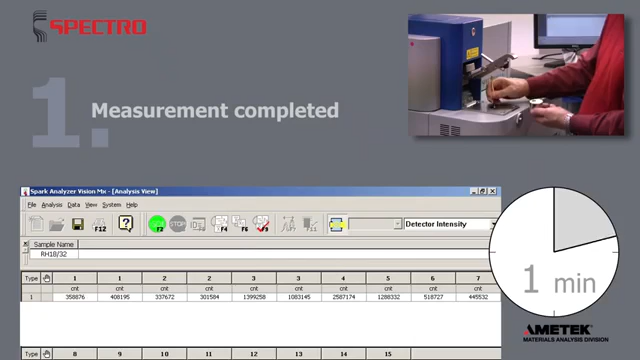 SPECTRO
1.
Measurement completed
Spark Analyzer Vision Mx - [Analysis View]
File Analysis Data View System Help
F12 ? F2 STOP F4 F6 F9 F7 F11 Detector Intensity
Sample Name
RH18/32
Type 1 1 2 2 3 3 4 5 6 7
cnt cnt cnt cnt cnt cnt cnt cnt cnt cnt
1 358876 408195 337672 301584 1399258 1083145 2587174 1288332 518727 445532
8 9 10 11 12 13 14 15
1 min
AMETEK
MATERIALS ANALYSIS DIVISION